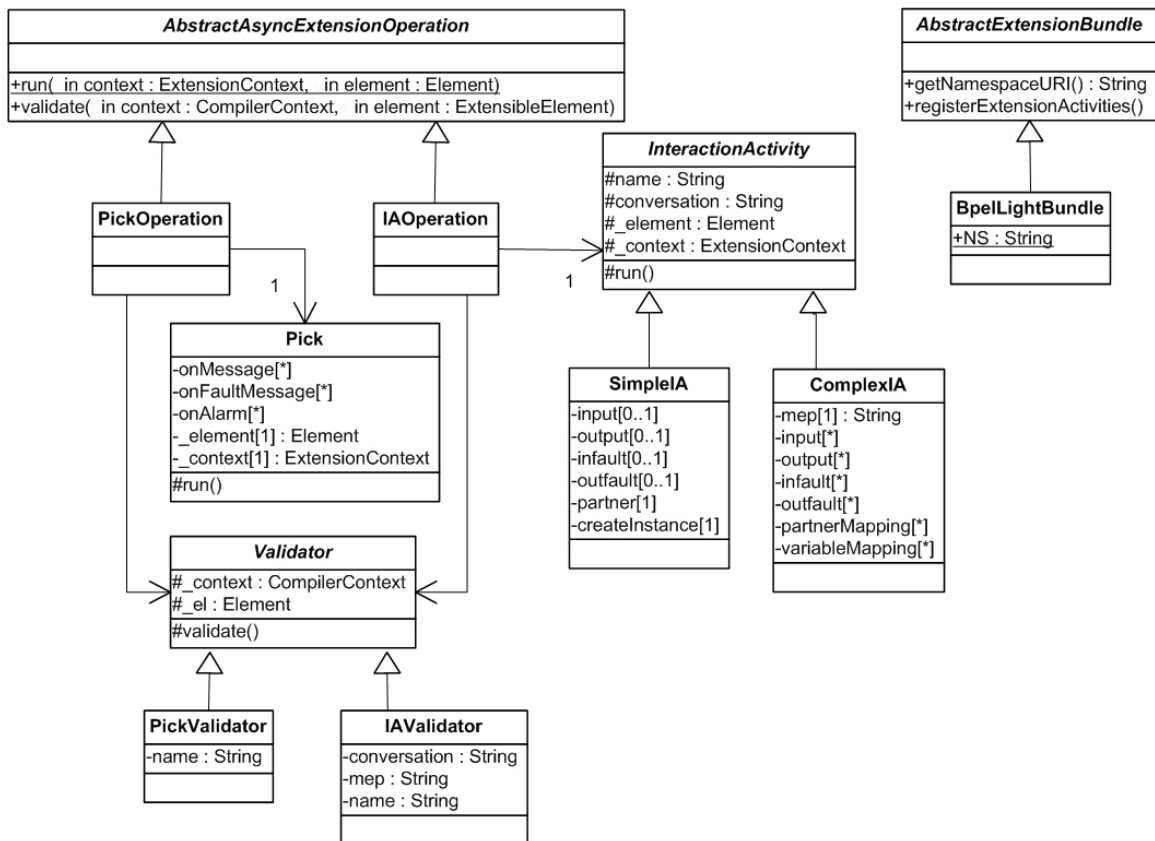 AbstractAsyncExtensionOperation
+run( in context : ExtensionContext, in element : Element)
+validate( in context : CompilerContext, in element : ExtensibleElement)
AbstractExtensionBundle
+getNamespaceURI() : String
+registerExtensionActivities()
InteractionActivity
#name : String
#conversation : String
#_element : Element
#_context : ExtensionContext
#run()
PickOperation
IAOperation
BpelLightBundle
+NS : String
1
1
Pick
-onMessage[*]
-onFaultMessage[*]
-onAlarm[*]
-_element[1] : Element
-_context[1] : ExtensionContext
#run()
SimpleIA
-input[0..1]
-output[0..1]
-infault[0..1]
-outfault[0..1]
-partner[1]
-createInstance[1]
ComplexIA
-mep[1] : String
-input[*]
-output[*]
-infault[*]
-outfault[*]
-partnerMapping[*]
-variableMapping[*]
Validator
#_context : CompilerContext
#_el : Element
#validate()
PickValidator
-name : String
IAValidator
-conversation : String
-mep : String
-name : String